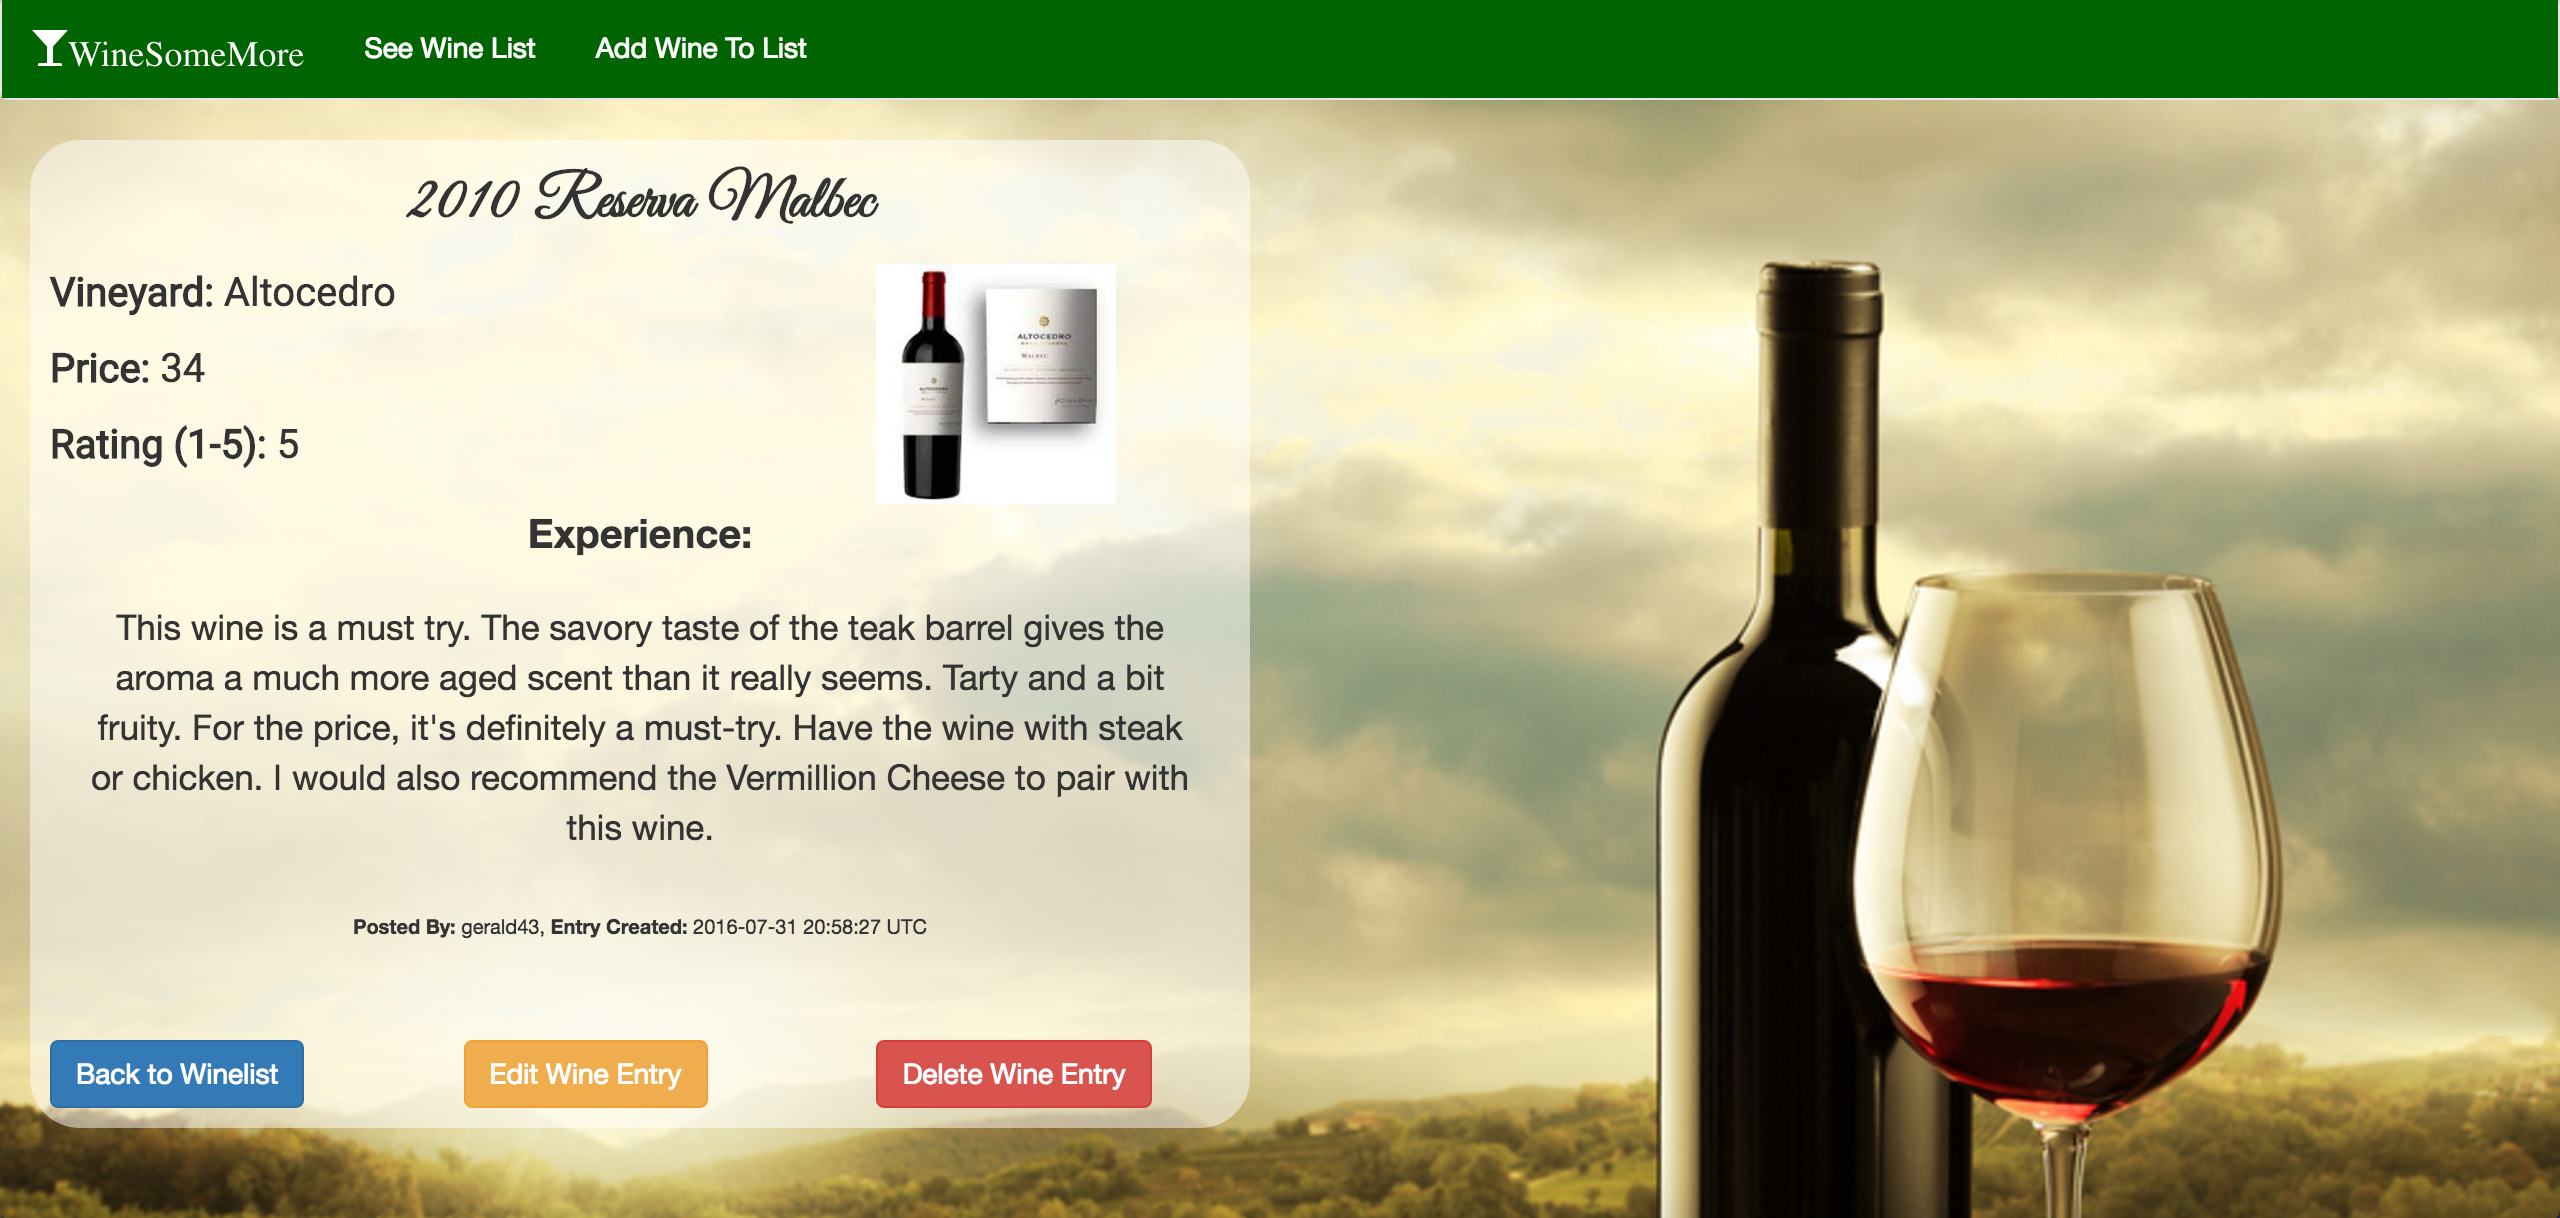 WineSomeMore See Wine List Add Wine To List
2010 Reserva Malbec
Vineyard: Altocedro
Price: 34
Rating (1-5): 5
ALTOCEDRO
MALBEC
ALTOCEDRO
Experience:
This wine is a must try. The savory taste of the teak barrel gives the
aroma a much more aged scent than it really seems. Tarty and a bit
fruity. For the price, it's definitely a must-try. Have the wine with steak
or chicken. I would also recommend the Vermillion Cheese to pair with
this wine.
Posted By: gerald43, Entry Created: 2016-07-31 20:58:27 UTC
Back to Winelist Edit Wine Entry Delete Wine Entry